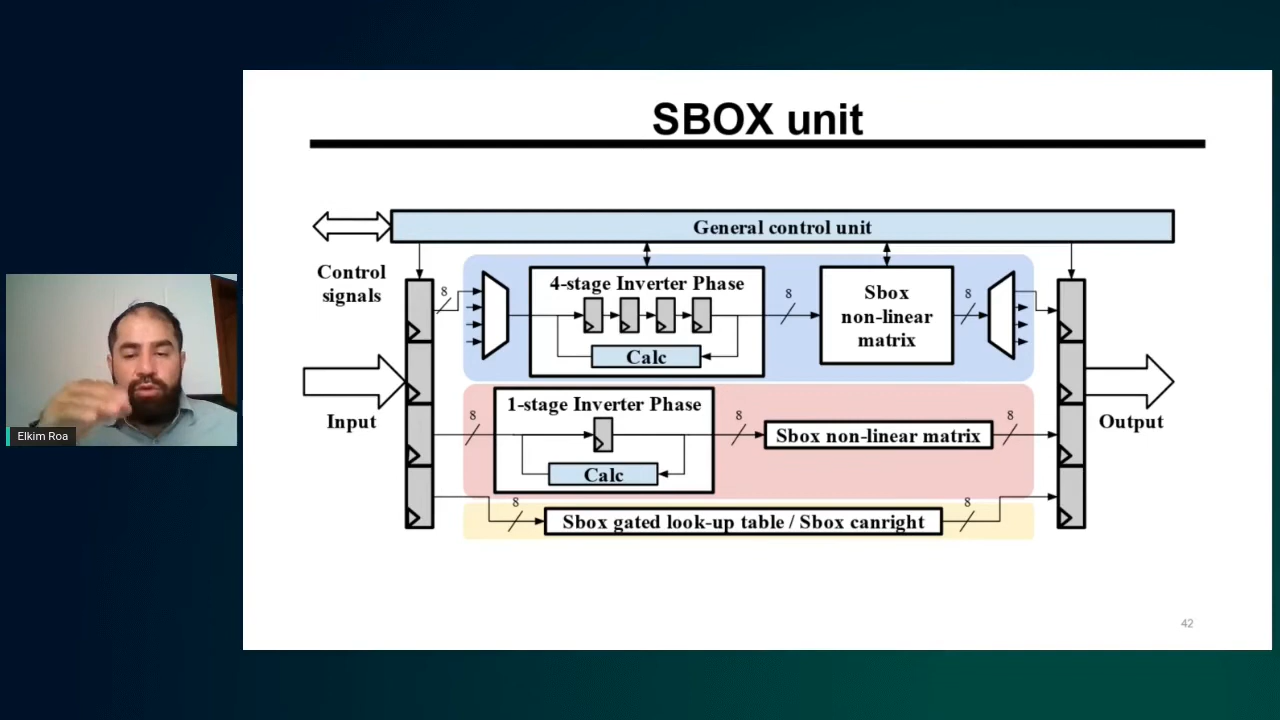 SBOX unit
General control unit
Control
signals
8
4-stage Inverter Phase
Calc
8
Sbox
non-linear
matrix
8
Input
8
1-stage Inverter Phase
Calc
8
Sbox non-linear matrix
8
Output
8
Sbox gated look-up table / Sbox canright
8
Elkim Roa
42